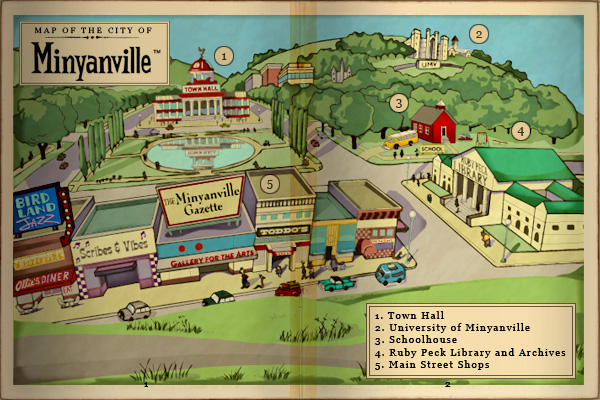 MAP OF THE CITY OF
Minyanville™
1
2
TOWN HALL
UMV
3
SCHOOL
4
LIBRARY
5
THE Minyanville
Gazette
BIRD
LAND
JAZZ
Scribes & Vibes
GALLERY FOR THE ARTS
Ollie's DINER
1. Town Hall
2. University of Minyanville
3. Schoolhouse
4. Ruby Peck Library and Archives
5. Main Street Shops
1
2